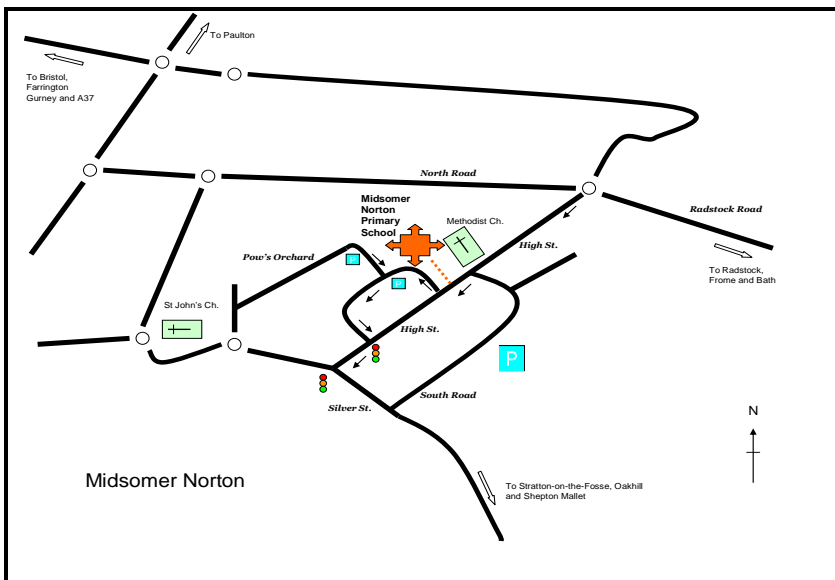 To Paulton
To Bristol,
Farrington
Gurney and A37
North Road
Midsomer
Norton
Primary
School
Methodist Ch.
Radstock Road
High St.
Pow's Orchard
P
To Radstock,
Frome and Bath
P
St John's Ch.
High St.
P
South Road
Silver St.
N
Midsomer Norton
To Stratton-on-the-Fosse, Oakhill
and Shepton Mallet